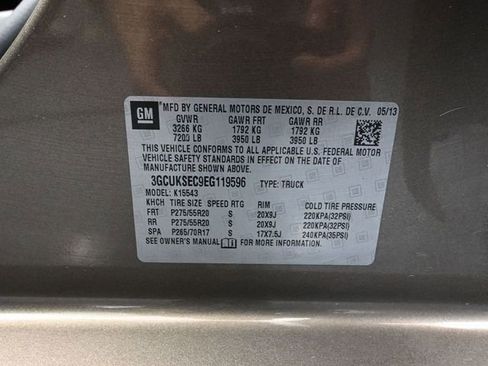 GM
MFD BY GENERAL MOTORS DE MEXICO, S. DE R.L. DE C.V. 05/13
GVWR GAWR FRT GAWR RR
3266 KG 1792 KG 1792 KG
7200 LB 3950 LB 3950 LB
THIS VEHICLE CONFORMS TO ALL APPLICABLE U.S. FEDERAL MOTOR
VEHICLE SAFETY STANDARDS IN EFFECT ON THE DATE OF
MANUFACTURE SHOWN ABOVE.
3GCUKSEC9EG119596 TYPE: TRUCK
MODEL: K15543
KHCH TIRE SIZE SPEED RTG RIM COLD TIRE PRESSURE
FRT P275/55R20 S 20X9J 220KPA(32PSI)
RR P275/55R20 S 20X9J 220KPA(32PSI)
SPA P265/70R17 S 17X7.5J 240KPA(35PSI)
SEE OWNER'S MANUAL FOR MORE INFORMATION.